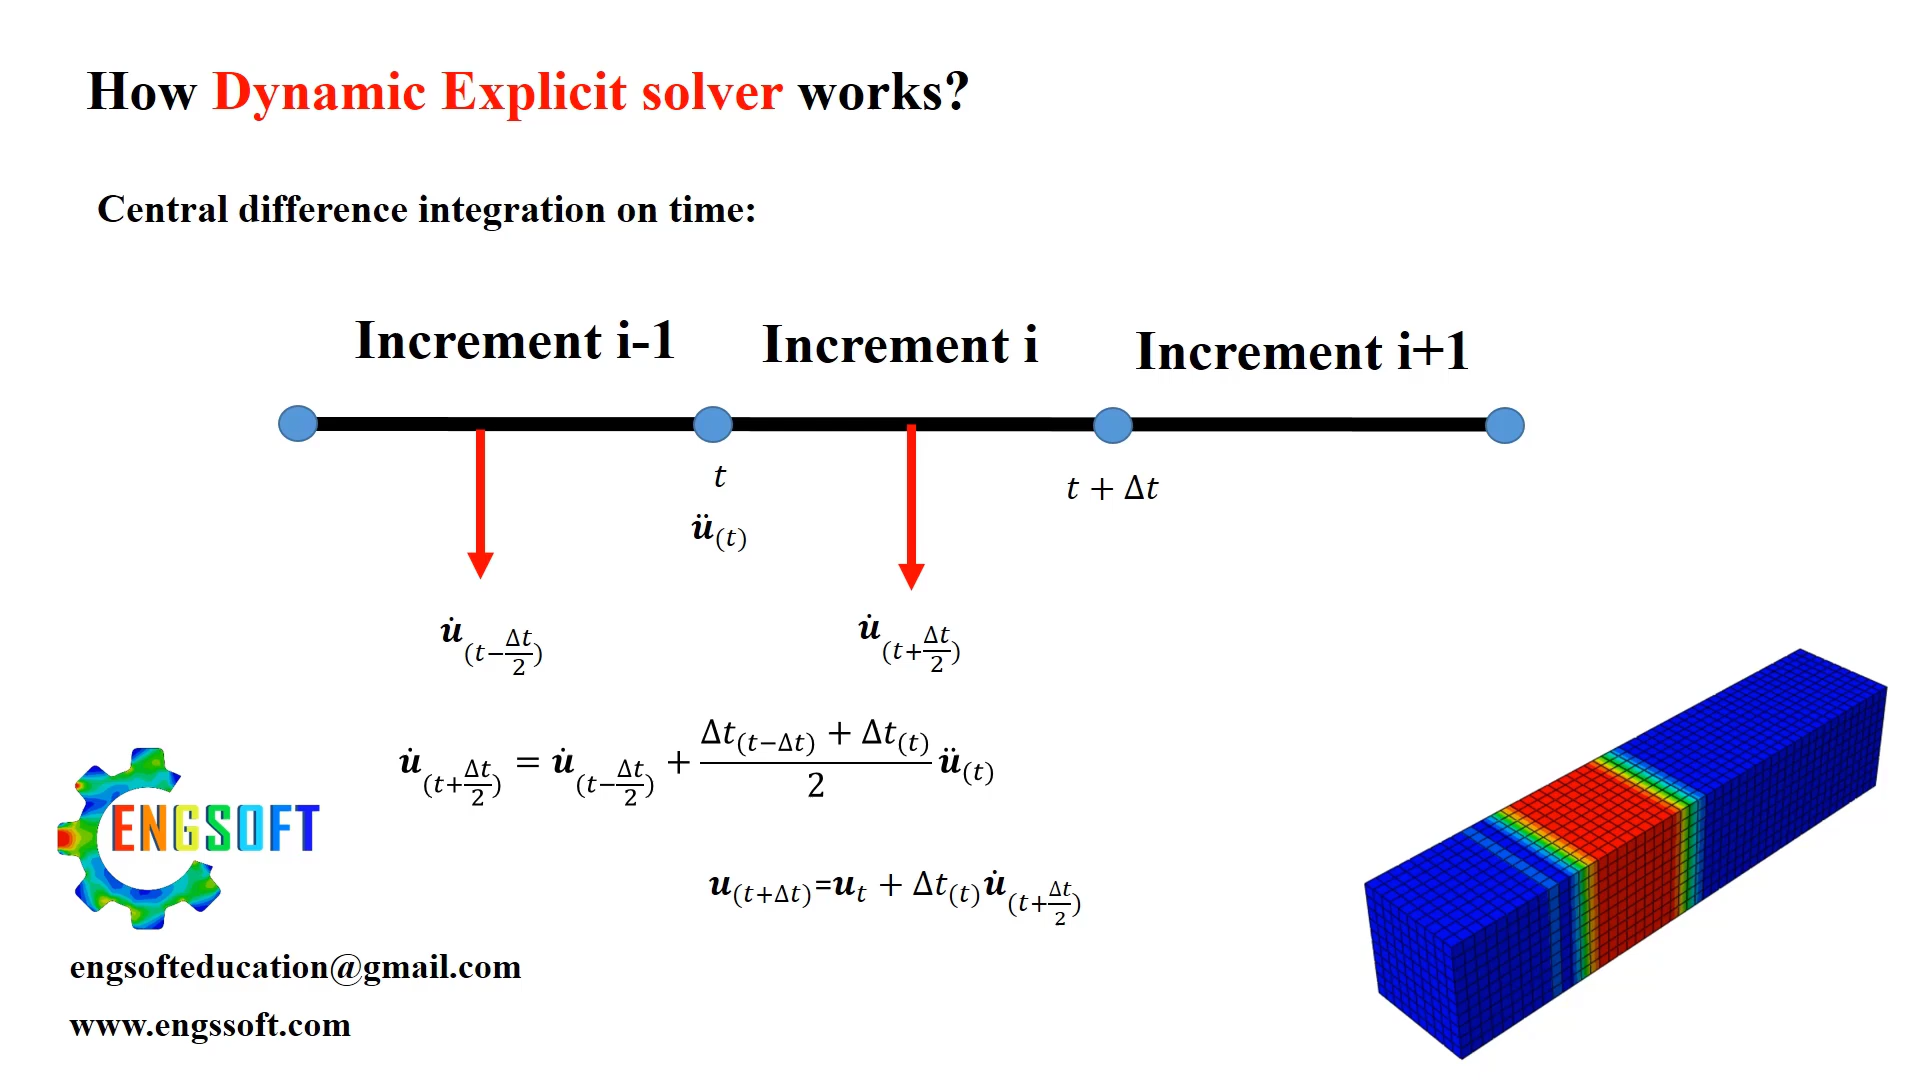 How Dynamic Explicit solver works?
Central difference integration on time:
Increment i-1 Increment i Increment i+1
t
t + Δt
ü(t)
u̇(t−Δt/2)
u̇(t+Δt/2)
u̇(t+Δt/2) = u̇(t−Δt/2) + (Δt(t−Δt) + Δt(t))/2 ü(t)
ENGSOFT
u(t+Δt)=ut + Δt(t)u̇(t+Δt/2)
engsofteducation@gmail.com
www.engssoft.com